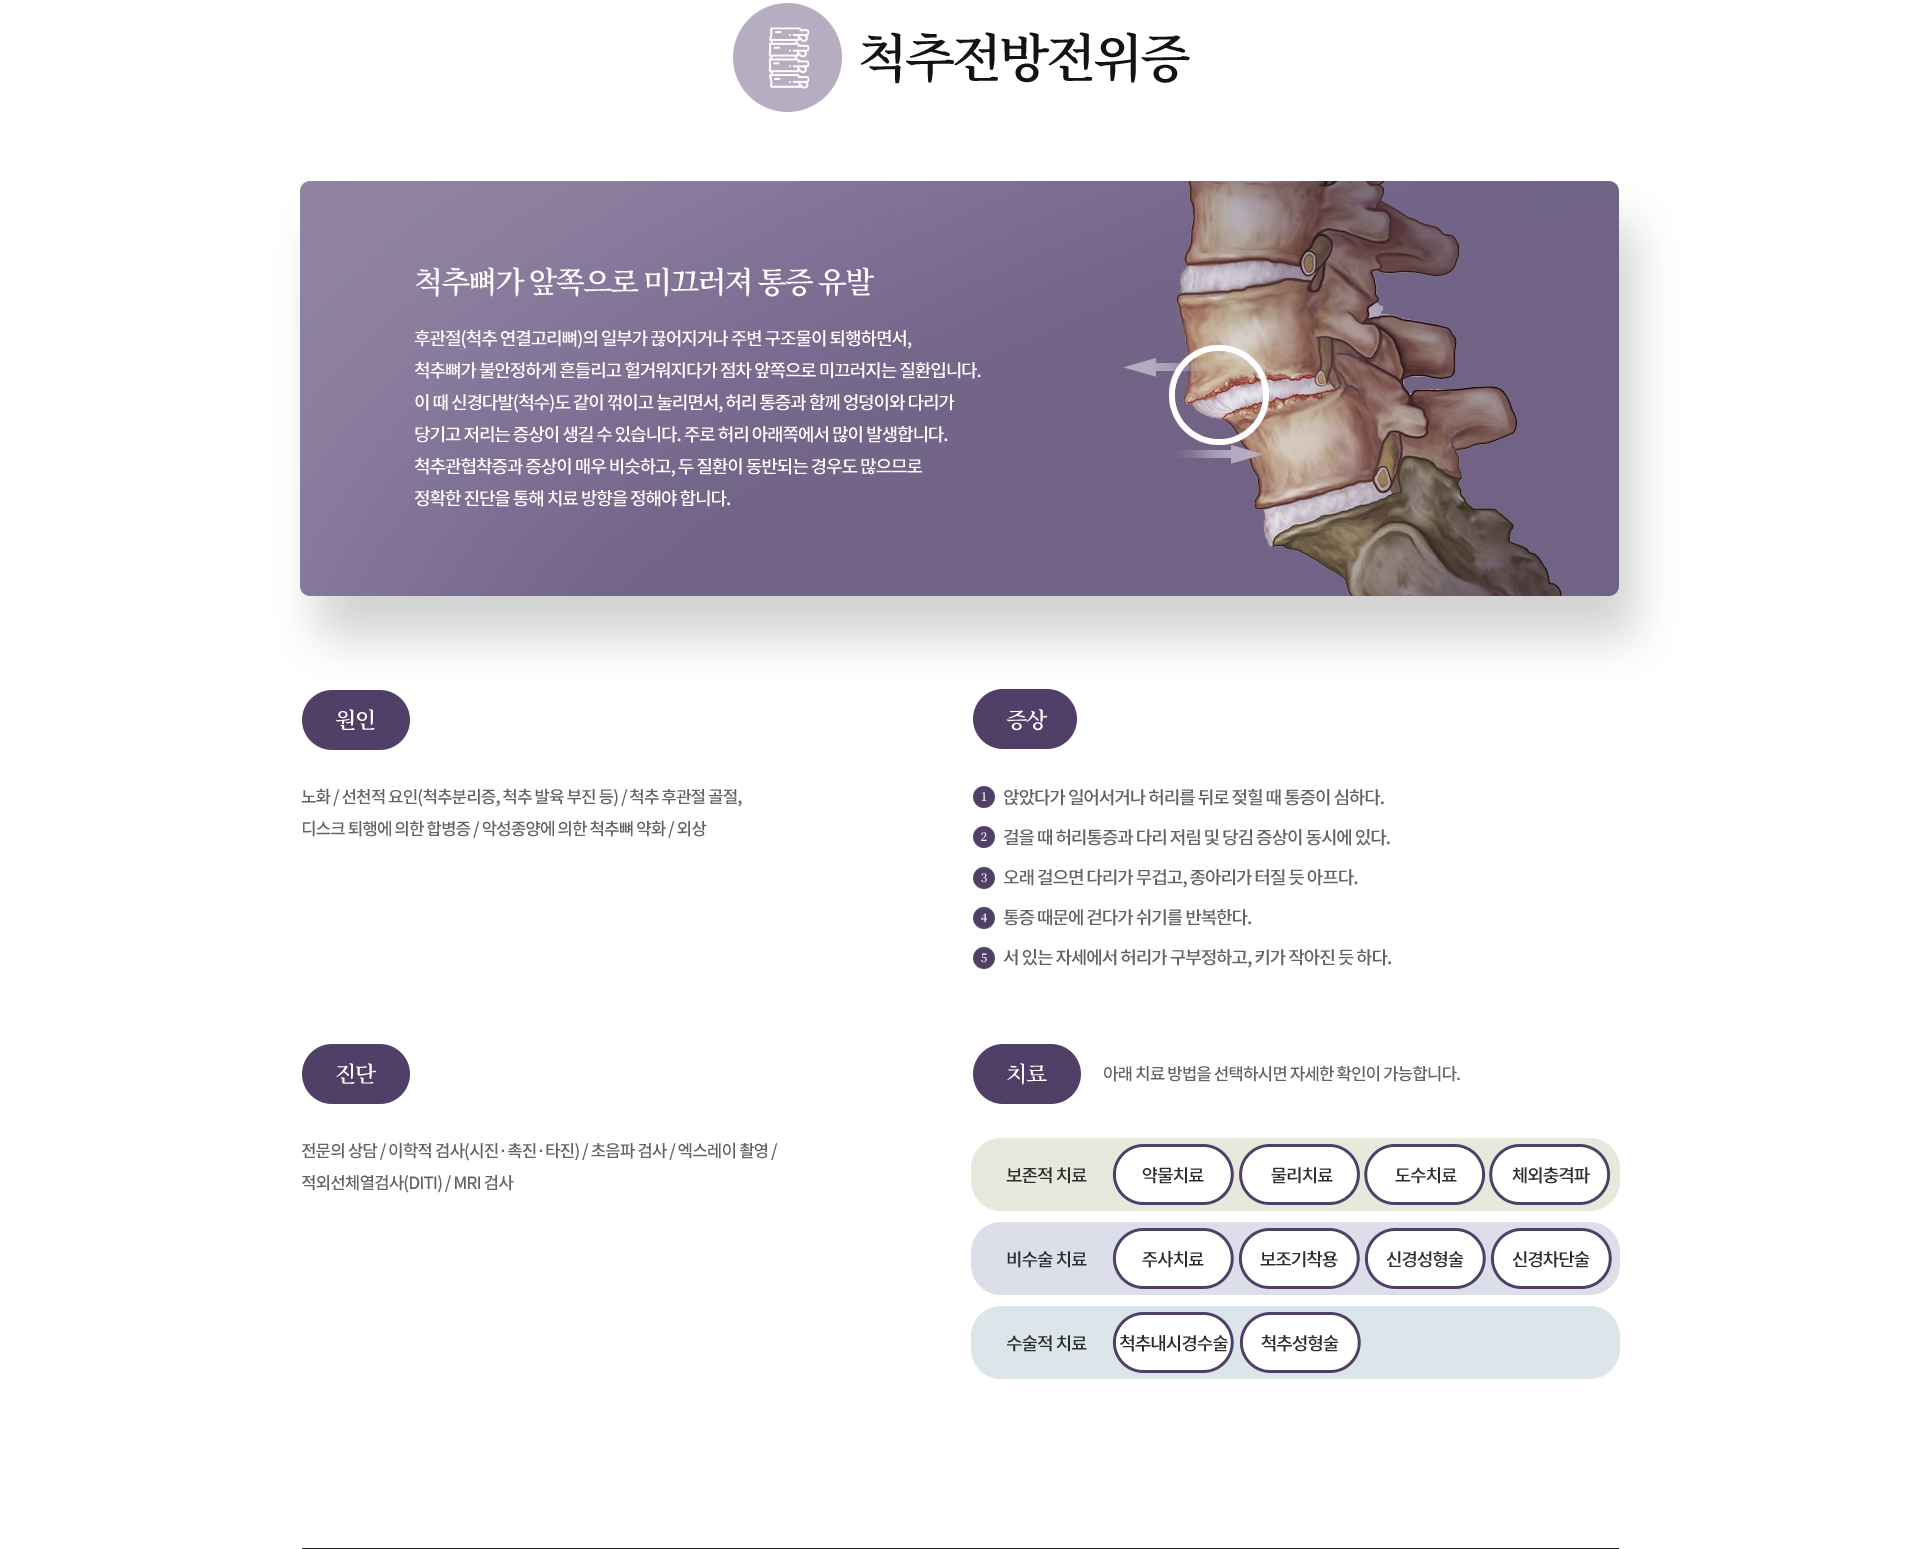 척추전방전위증
척추뼈가 앞쪽으로 미끄러져 통증 유발
후관절(척추 연결고리뼈)의 일부가 끊어지거나 주변 구조물이 퇴행하면서,
척추뼈가 불안정하게 흔들리고 헐거워지다가 점차 앞쪽으로 미끄러지는 질환입니다.
이 때 신경다발(척수)도 같이 꺾이고 눌리면서, 허리 통증과 함께 엉덩이와 다리가
당기고 저리는 증상이 생길 수 있습니다. 주로 허리 아래쪽에서 많이 발생합니다.
척추관협착증과 증상이 매우 비슷하고, 두 질환이 동반되는 경우도 많으므로
정확한 진단을 통해 치료 방향을 정해야 합니다.
원인
노화 / 선천적 요인(척추분리증, 척추 발육 부진 등) / 척추 후관절 골절,
디스크 퇴행에 의한 합병증 / 악성종양에 의한 척추뼈 약화 / 외상
증상
1 앉았다가 일어서거나 허리를 뒤로 젖힐 때 통증이 심하다.
2 걸을 때 허리통증과 다리 저림 및 당김 증상이 동시에 있다.
3 오래 걸으면 다리가 무겁고, 종아리가 터질 듯 아프다.
4 통증 때문에 걷다가 쉬기를 반복한다.
5 서 있는 자세에서 허리가 구부정하고, 키가 작아진 듯 하다.
진단
전문의 상담 / 이학적 검사(시진·촉진·타진) / 초음파 검사 / 엑스레이 촬영 /
적외선체열검사(DITI) / MRI 검사
치료 아래 치료 방법을 선택하시면 자세한 확인이 가능합니다.
보존적 치료 약물치료 물리치료 도수치료 체외충격파
비수술 치료 주사치료 보조기착용 신경성형술 신경차단술
수술적 치료 척추내시경수술 척추성형술